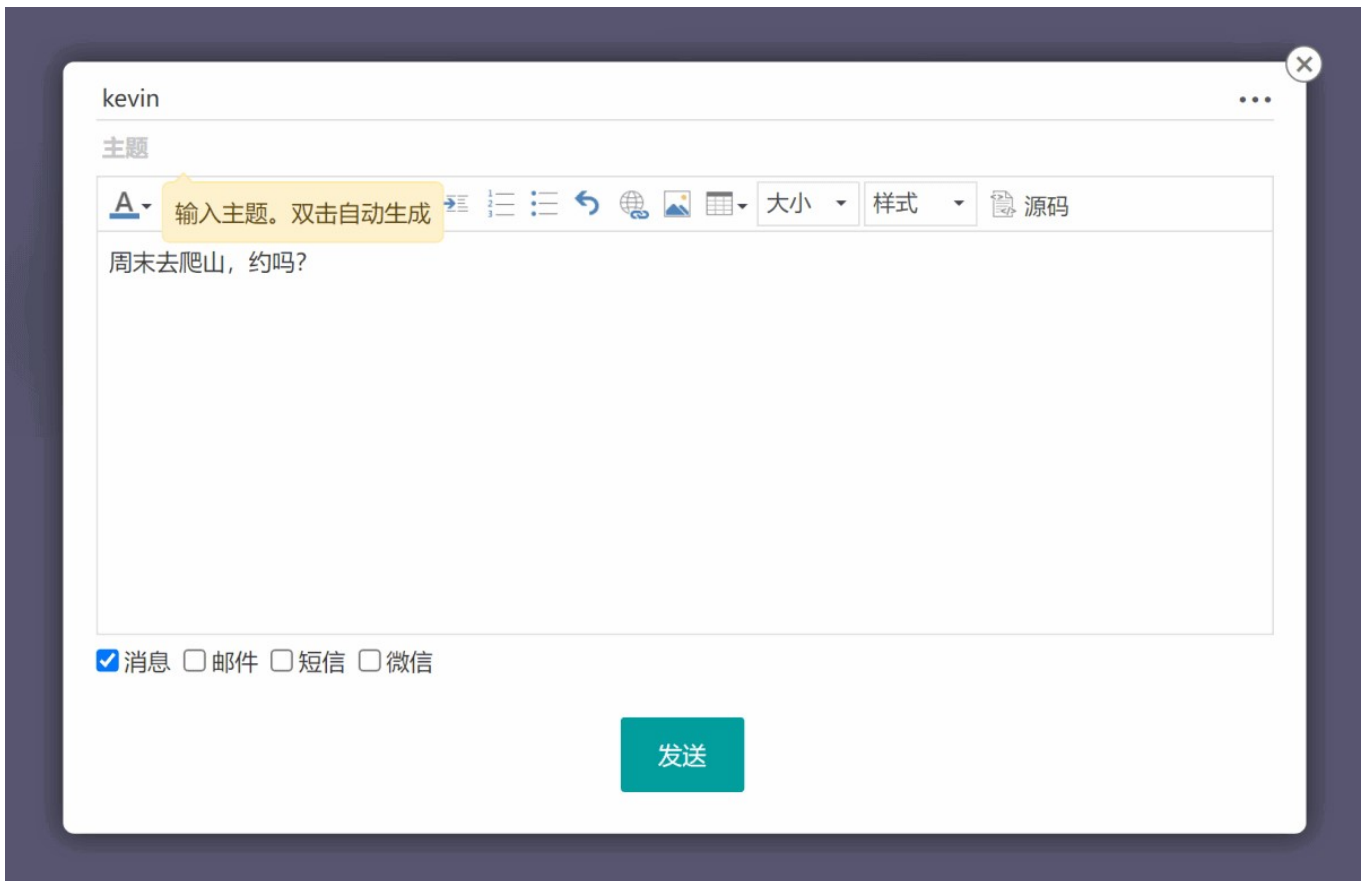 kevin
主题
输入主题。双击自动生成
大小
样式
源码
周末去爬山，约吗?
消息 邮件 短信 微信
发送